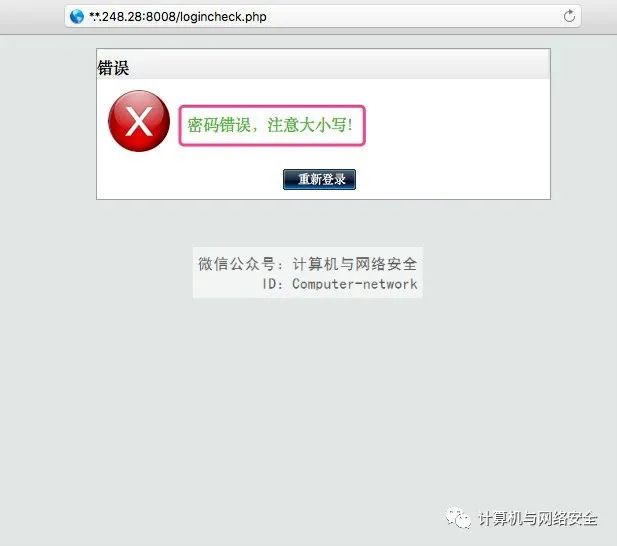 *.*.248.28:8008/logincheck.php
错误
密码错误，注意大小写!
重新登录
微信公众号：计算机与网络安全
ID：Computer-network
计算机与网络安全